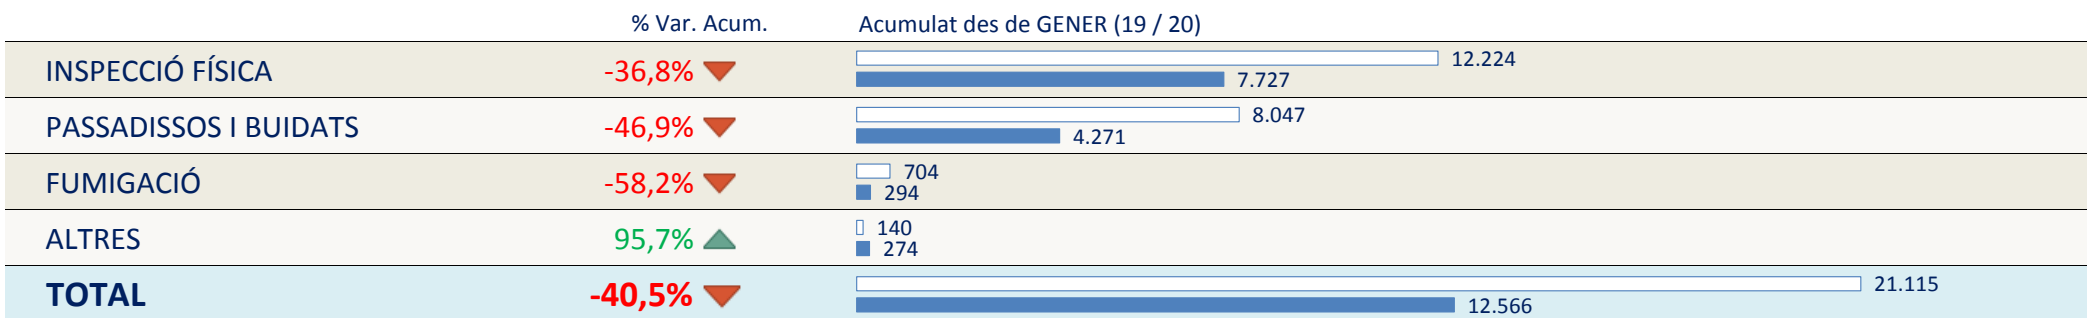 % Var. Acum. Acumulat des de GENER (19 / 20)
INSPECCIÓ FÍSICA -36,8% 12.224
7.727
PASSADISSOS I BUIDATS -46,9% 8.047
4.271
FUMIGACIÓ -58,2% 704
294
ALTRES 95,7% 140
274
TOTAL -40,5% 21.115
12.566